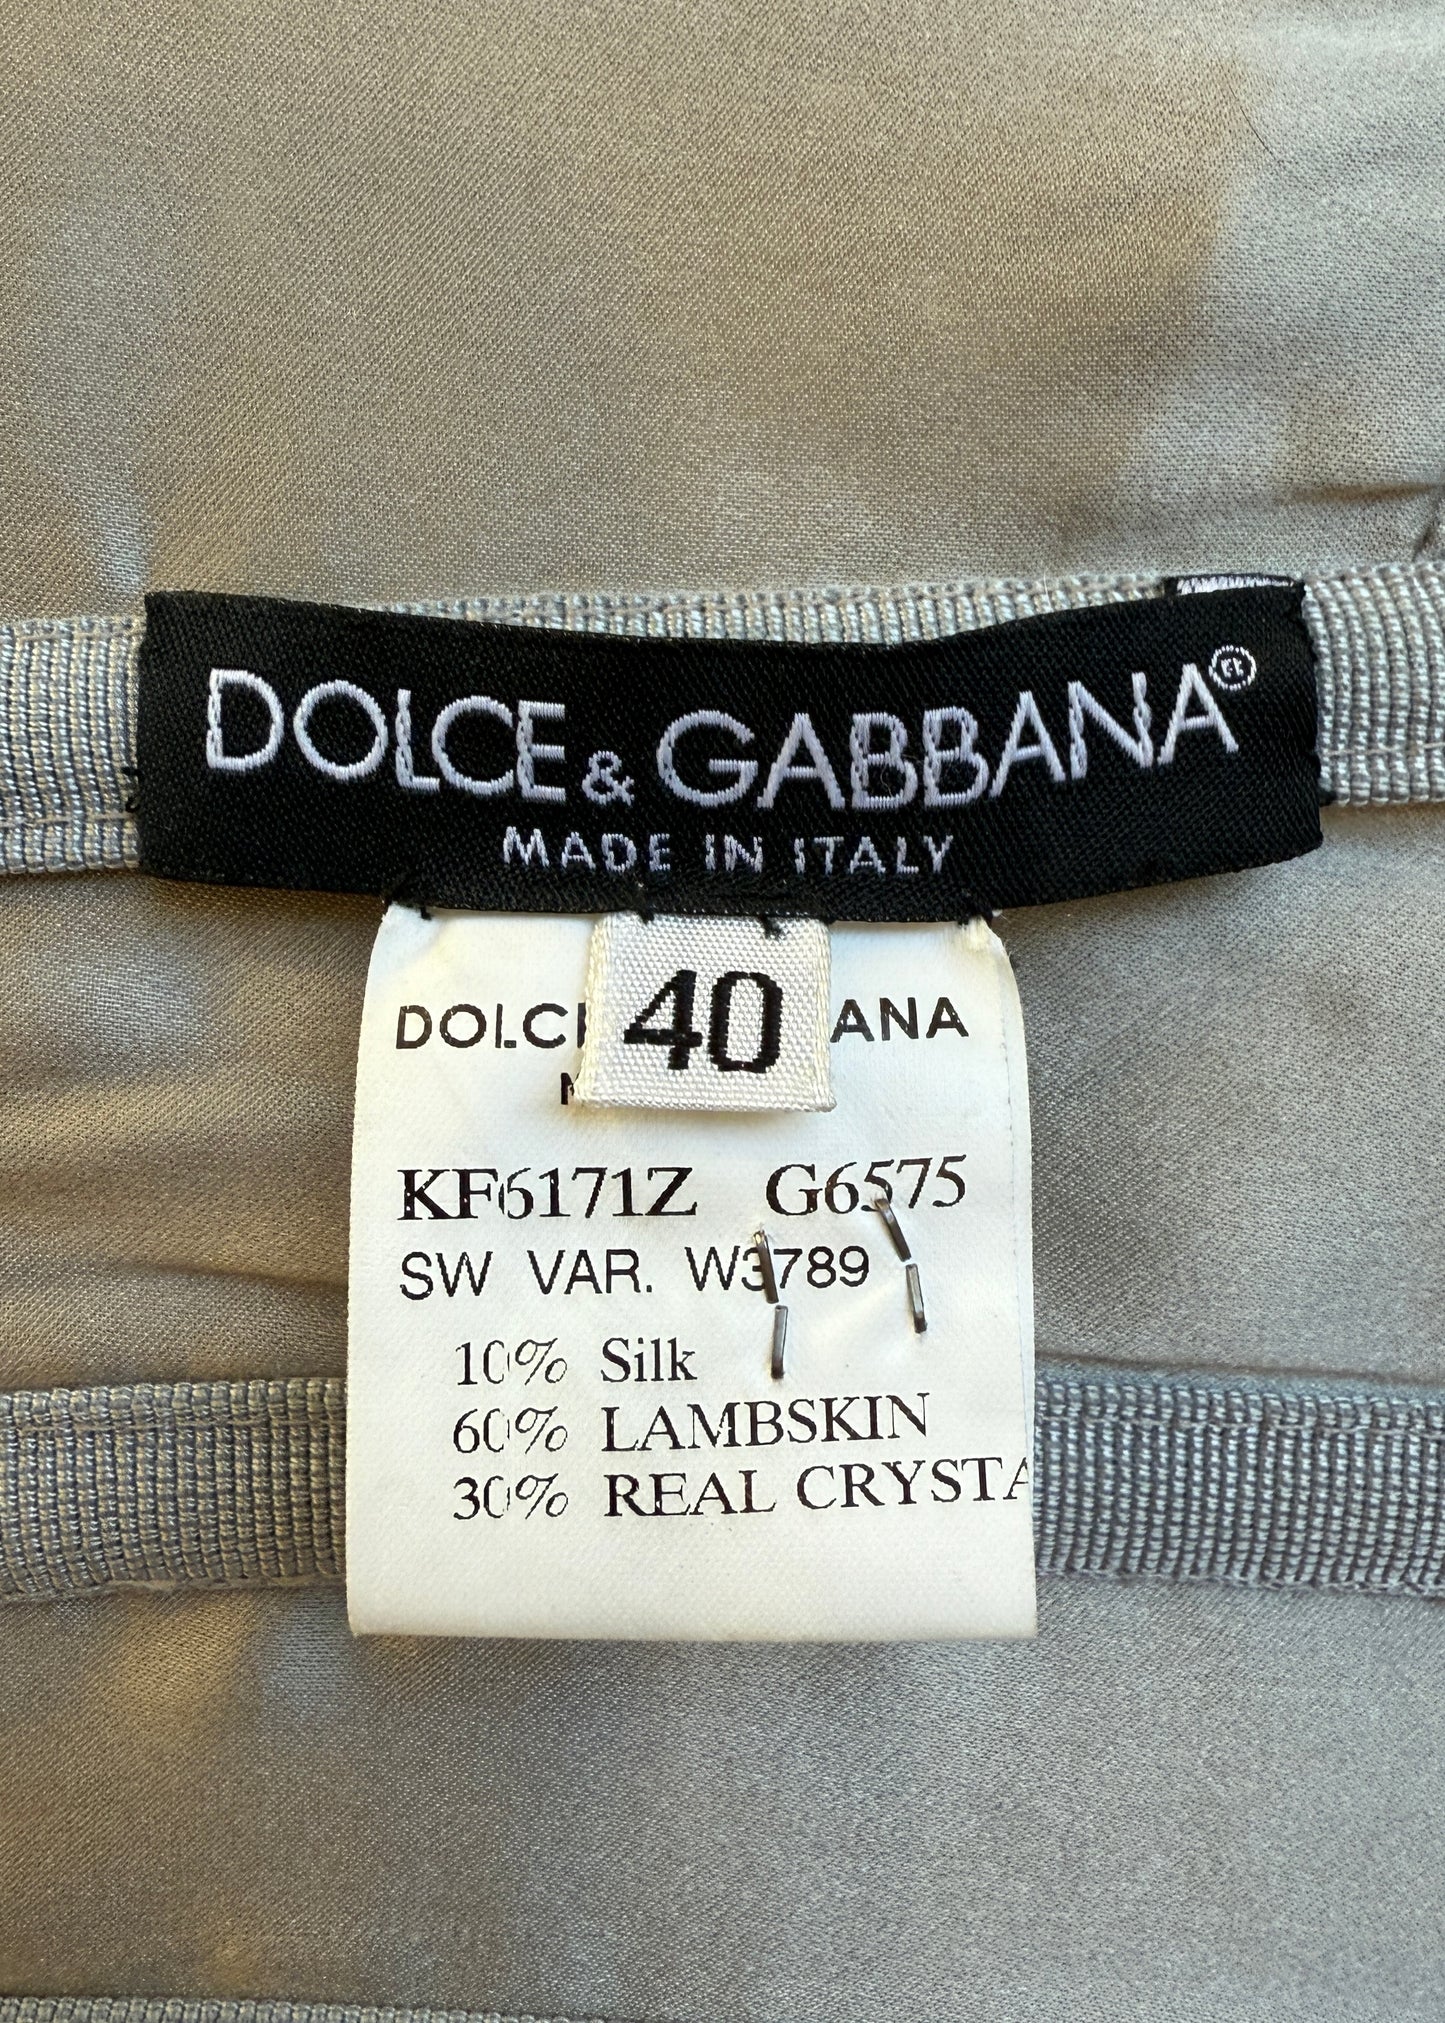 DOLCE & GABBANA®
MADE IN ITALY
40
KF6171Z G6575
SW VAR. W3789
10% Silk
60% LAMBSKIN
30% REAL CRYSTA